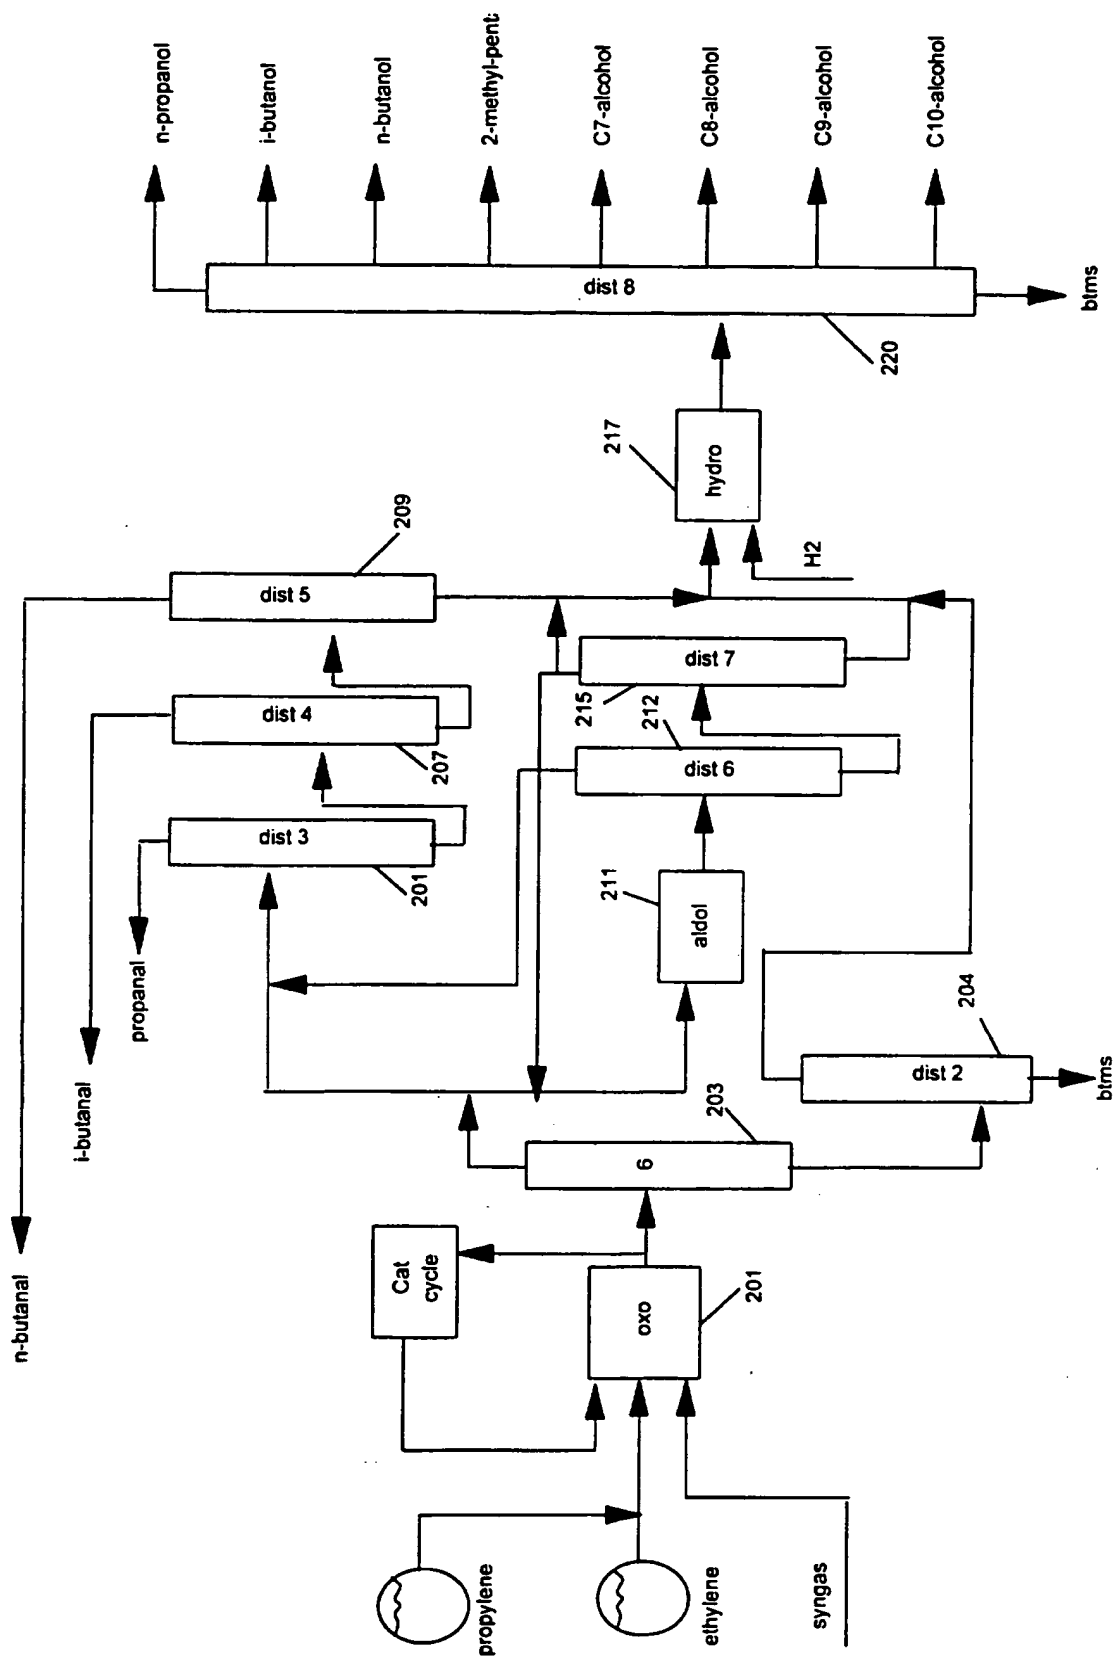 n-butanal
i-butanal
propanal
dist 3
201
dist 4
207
dist 5
209
Cat
cycle
propylene
ethylene
syngas
oxo
201
6
203
dist 2
204
btms
aldol
211
dist 6
212
dist 7
215
H2
hydro
217
dist 8
220
btms
n-propanol
i-butanol
n-butanol
2-methyl-pent
C7-alcohol
C8-alcohol
C9-alcohol
C10-alcohol